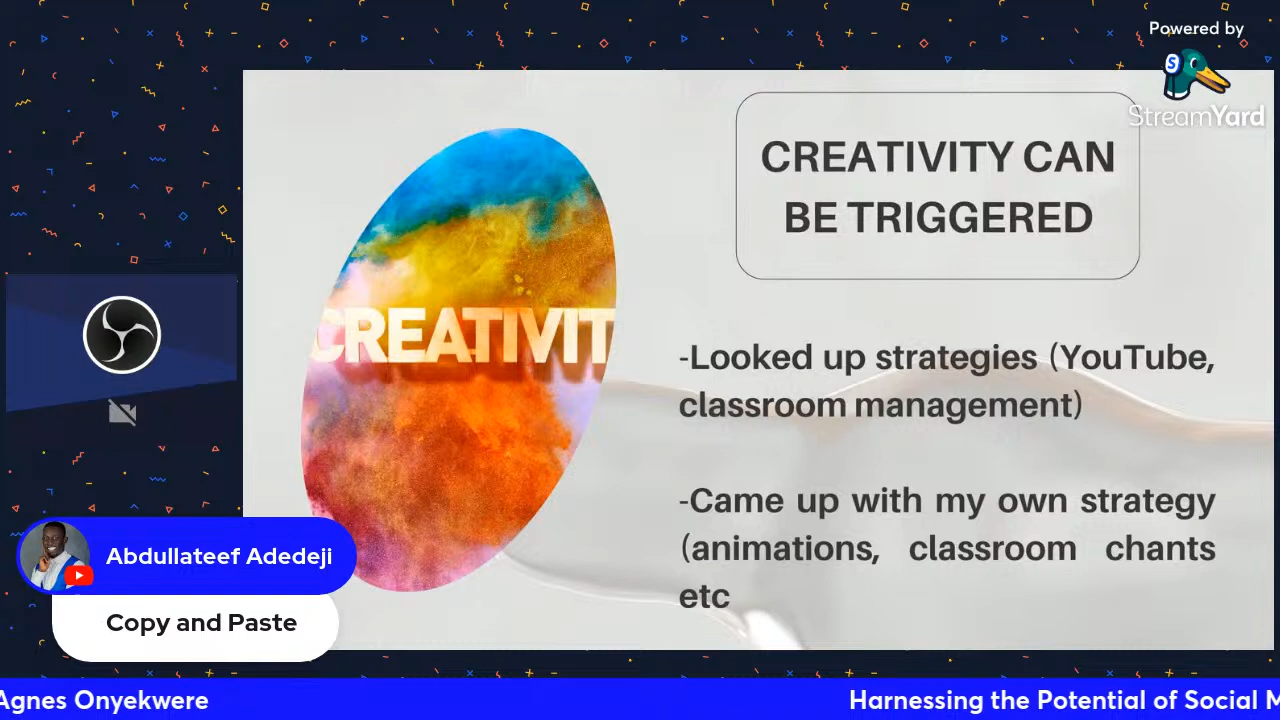 Powered by
StreamYard
CREATIVITY CAN
BE TRIGGERED
CREATIVIT
-Looked up strategies (YouTube,
classroom management)
-Came up with my own strategy
(animations, classroom chants
etc
Abdullateef Adedeji
Copy and Paste
Agnes Onyekwere
Harnessing the Potential of Social M